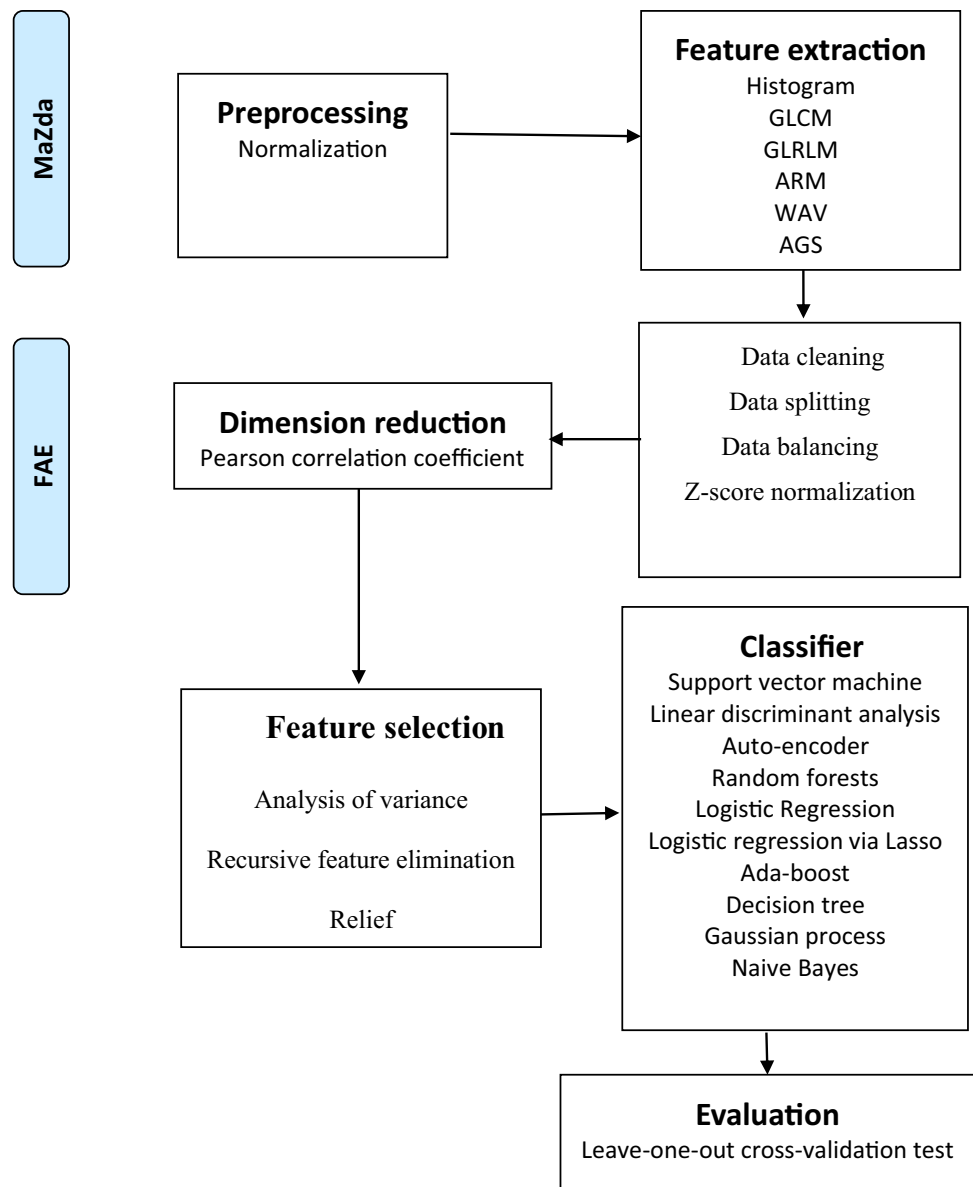 MaZda
Preprocessing
Normalization
Feature extraction
Histogram
GLCM
GLRLM
ARM
WAV
AGS
FAE
Data cleaning
Data splitting
Data balancing
Z-score normalization
Dimension reduction
Pearson correlation coefficient
Feature selection
Analysis of variance
Recursive feature elimination
Relief
Classifier
Support vector machine
Linear discriminant analysis
Auto-encoder
Random forests
Logistic Regression
Logistic regression via Lasso
Ada-boost
Decision tree
Gaussian process
Naive Bayes
Evaluation
Leave-one-out cross-validation test